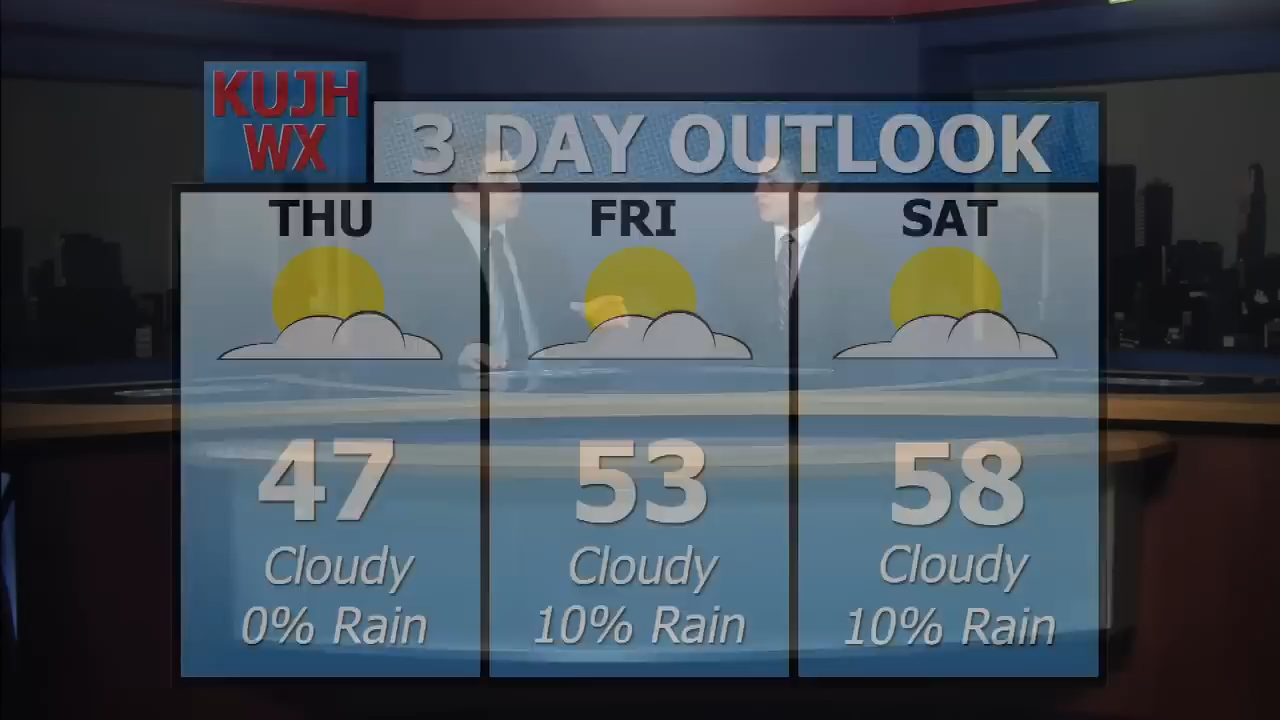 KUJH
WX
3 DAY OUTLOOK
THU
FRI
SAT
47
53
58
Cloudy
Cloudy
Cloudy
0% Rain
10% Rain
10% Rain